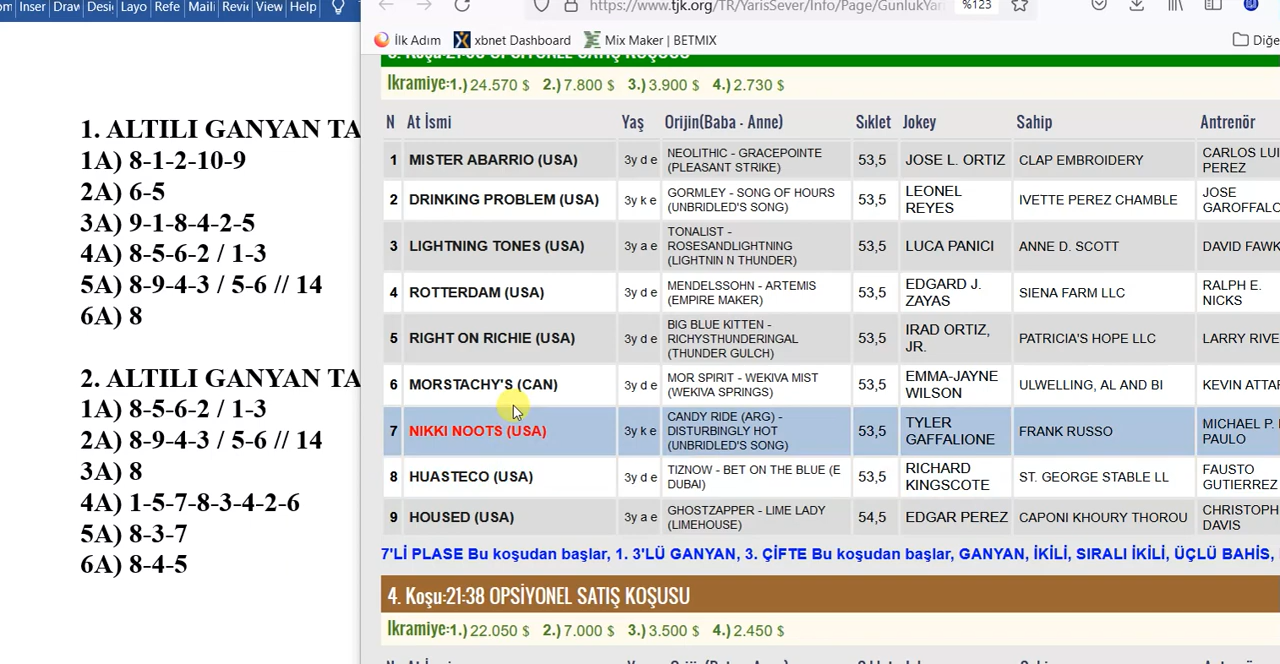 Inser Draw Desi Layo Refe Maili Revi View Help
https://www.tjk.org/TR/YarisSever/Info/Page/GunlukYar %123
İlk Adım xbnet Dashboard Mix Maker | BETMIX Diğe
1. ALTILI GANYAN TA
1A) 8-1-2-10-9
2A) 6-5
3A) 9-1-8-4-2-5
4A) 8-5-6-2 / 1-3
5A) 8-9-4-3 / 5-6 // 14
6A) 8
2. ALTILI GANYAN TA
1A) 8-5-6-2 / 1-3
2A) 8-9-4-3 / 5-6 // 14
3A) 8
4A) 1-5-7-8-3-4-2-6
5A) 8-3-7
6A) 8-4-5
İkramiye:1.) 24.570 $ 2.) 7.800 $ 3.) 3.900 $ 4.) 2.730 $
N At İsmi Yaş Orijin(Baba - Anne) Sıklet Jokey Sahip Antrenör
1 MISTER ABARRIO (USA) 3y d e NEOLITHIC - GRACEPOINTE (PLEASANT STRIKE) 53,5 JOSE L. ORTIZ CLAP EMBROIDERY CARLOS LUI PEREZ
2 DRINKING PROBLEM (USA) 3y k e GORMLEY - SONG OF HOURS (UNBRIDLED'S SONG) 53,5 LEONEL REYES IVETTE PEREZ CHAMBLE JOSE GAROFFALO
3 LIGHTNING TONES (USA) 3y a e TONALIST - ROSESANDLIGHTNING (LIGHTNIN N THUNDER) 53,5 LUCA PANICI ANNE D. SCOTT DAVID FAWK
4 ROTTERDAM (USA) 3y d e MENDELSSOHN - ARTEMIS (EMPIRE MAKER) 53,5 EDGARD J. ZAYAS SIENA FARM LLC RALPH E. NICKS
5 RIGHT ON RICHIE (USA) 3y d e BIG BLUE KITTEN - RICHYSTHUNDERINGAL (THUNDER GULCH) 53,5 IRAD ORTIZ, JR. PATRICIA'S HOPE LLC LARRY RIVE
6 MORSTACHY'S (CAN) 3y d e MOR SPIRIT - WEKIVA MIST (WEKIVA SPRINGS) 53,5 EMMA-JAYNE WILSON ULWELLING, AL AND BI KEVIN ATTAR
7 NIKKI NOOTS (USA) 3y k e CANDY RIDE (ARG) - DISTURBINGLY HOT (UNBRIDLED'S SONG) 53,5 TYLER GAFFALIONE FRANK RUSSO MICHAEL P. PAULO
8 HUASTECO (USA) 3y d e TIZNOW - BET ON THE BLUE (E DUBAI) 53,5 RICHARD KINGSCOTE ST. GEORGE STABLE LL FAUSTO GUTIERREZ
9 HOUSED (USA) 3y a e GHOSTZAPPER - LIME LADY (LIMEHOUSE) 54,5 EDGAR PEREZ CAPONI KHOURY THOROU CHRISTOPH DAVIS
7'Lİ PLASE Bu koşudan başlar, 1. 3'LÜ GANYAN, 3. ÇİFTE Bu koşudan başlar, GANYAN, İKİLİ, SIRALI İKİLİ, ÜÇLÜ BAHİS,
4. Koşu:21:38 OPSİYONEL SATIŞ KOŞUSU
İkramiye:1.) 22.050 $ 2.) 7.000 $ 3.) 3.500 $ 4.) 2.450 $